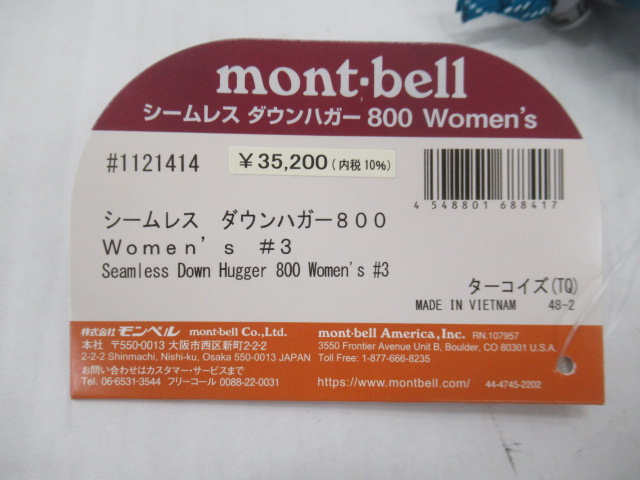 mont-bell
シームレス ダウンハガー 800 Women's
#1121414
¥35,200 (内税 10%)
4 548801 688417
シームレス ダウンハガー800
Women's #3
Seamless Down Hugger 800 Women's #3
ターコイズ(TQ)
MADE IN VIETNAM 48-2
株式会社モンベル mont-bell Co.,Ltd.
本社 〒550-0013 大阪市西区新町2-2-2
2-2-2 Shinmachi, Nishi-ku, Osaka 550-0013 JAPAN
お問い合わせはカスタマー・サービスまで
Tel. 06-6531-3544 フリーコール 0088-22-0031
mont-bell America, Inc. RN.107957
3550 Frontier Avenue Unit B, Boulder, CO 80301 U.S.A.
Toll Free: 1-877-666-8235
https://www.montbell.com/ 44-4745-2202